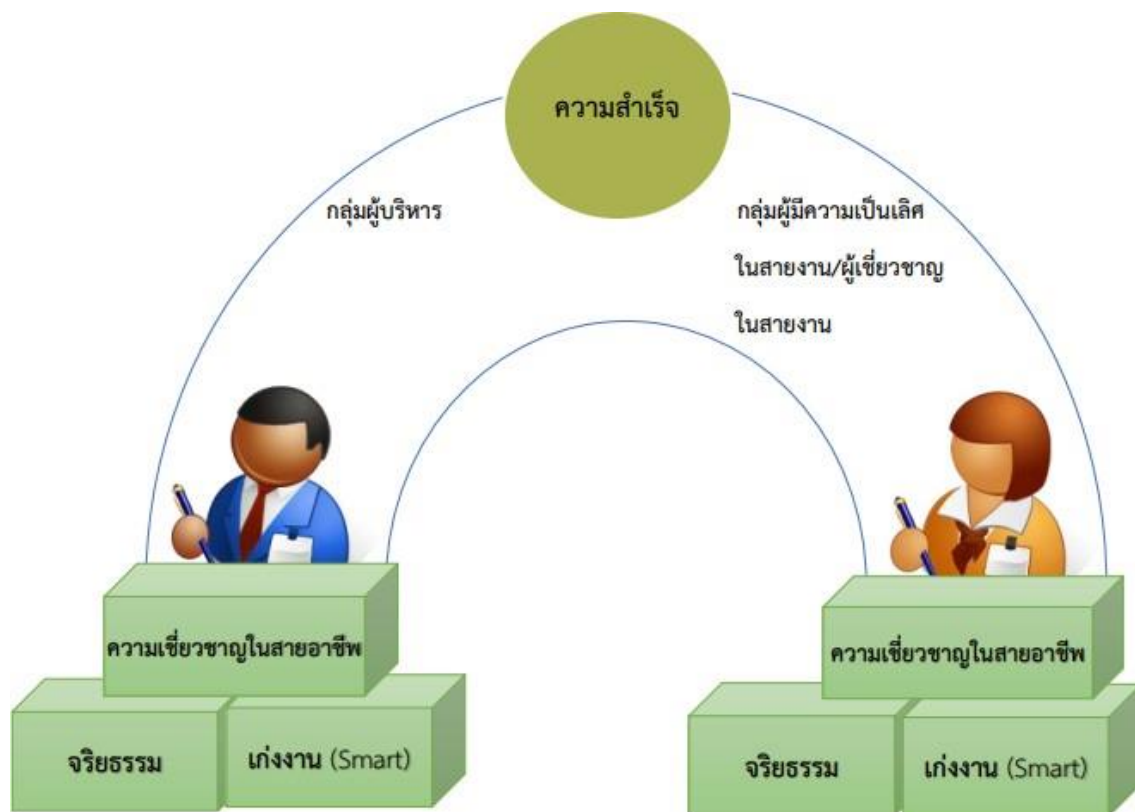 ความสำเร็จ
กลุ่มผู้บริหาร
กลุ่มผู้มีความเป็นเลิศ
ในสายงาน/ผู้เชี่ยวชาญ
ในสายงาน
ความเชี่ยวชาญในสายอาชีพ
จริยธรรม
เก่งงาน (Smart)
ความเชี่ยวชาญในสายอาชีพ
จริยธรรม
เก่งงาน (Smart)